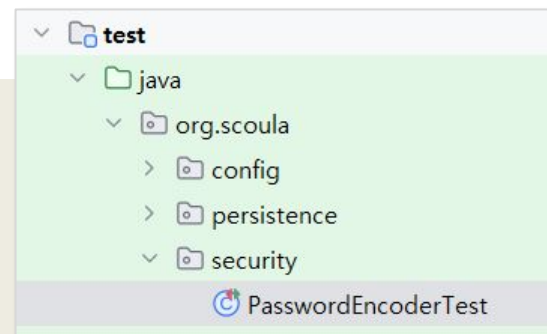 test
java
org.scoula
config
persistence
security
PasswordEncoderTest